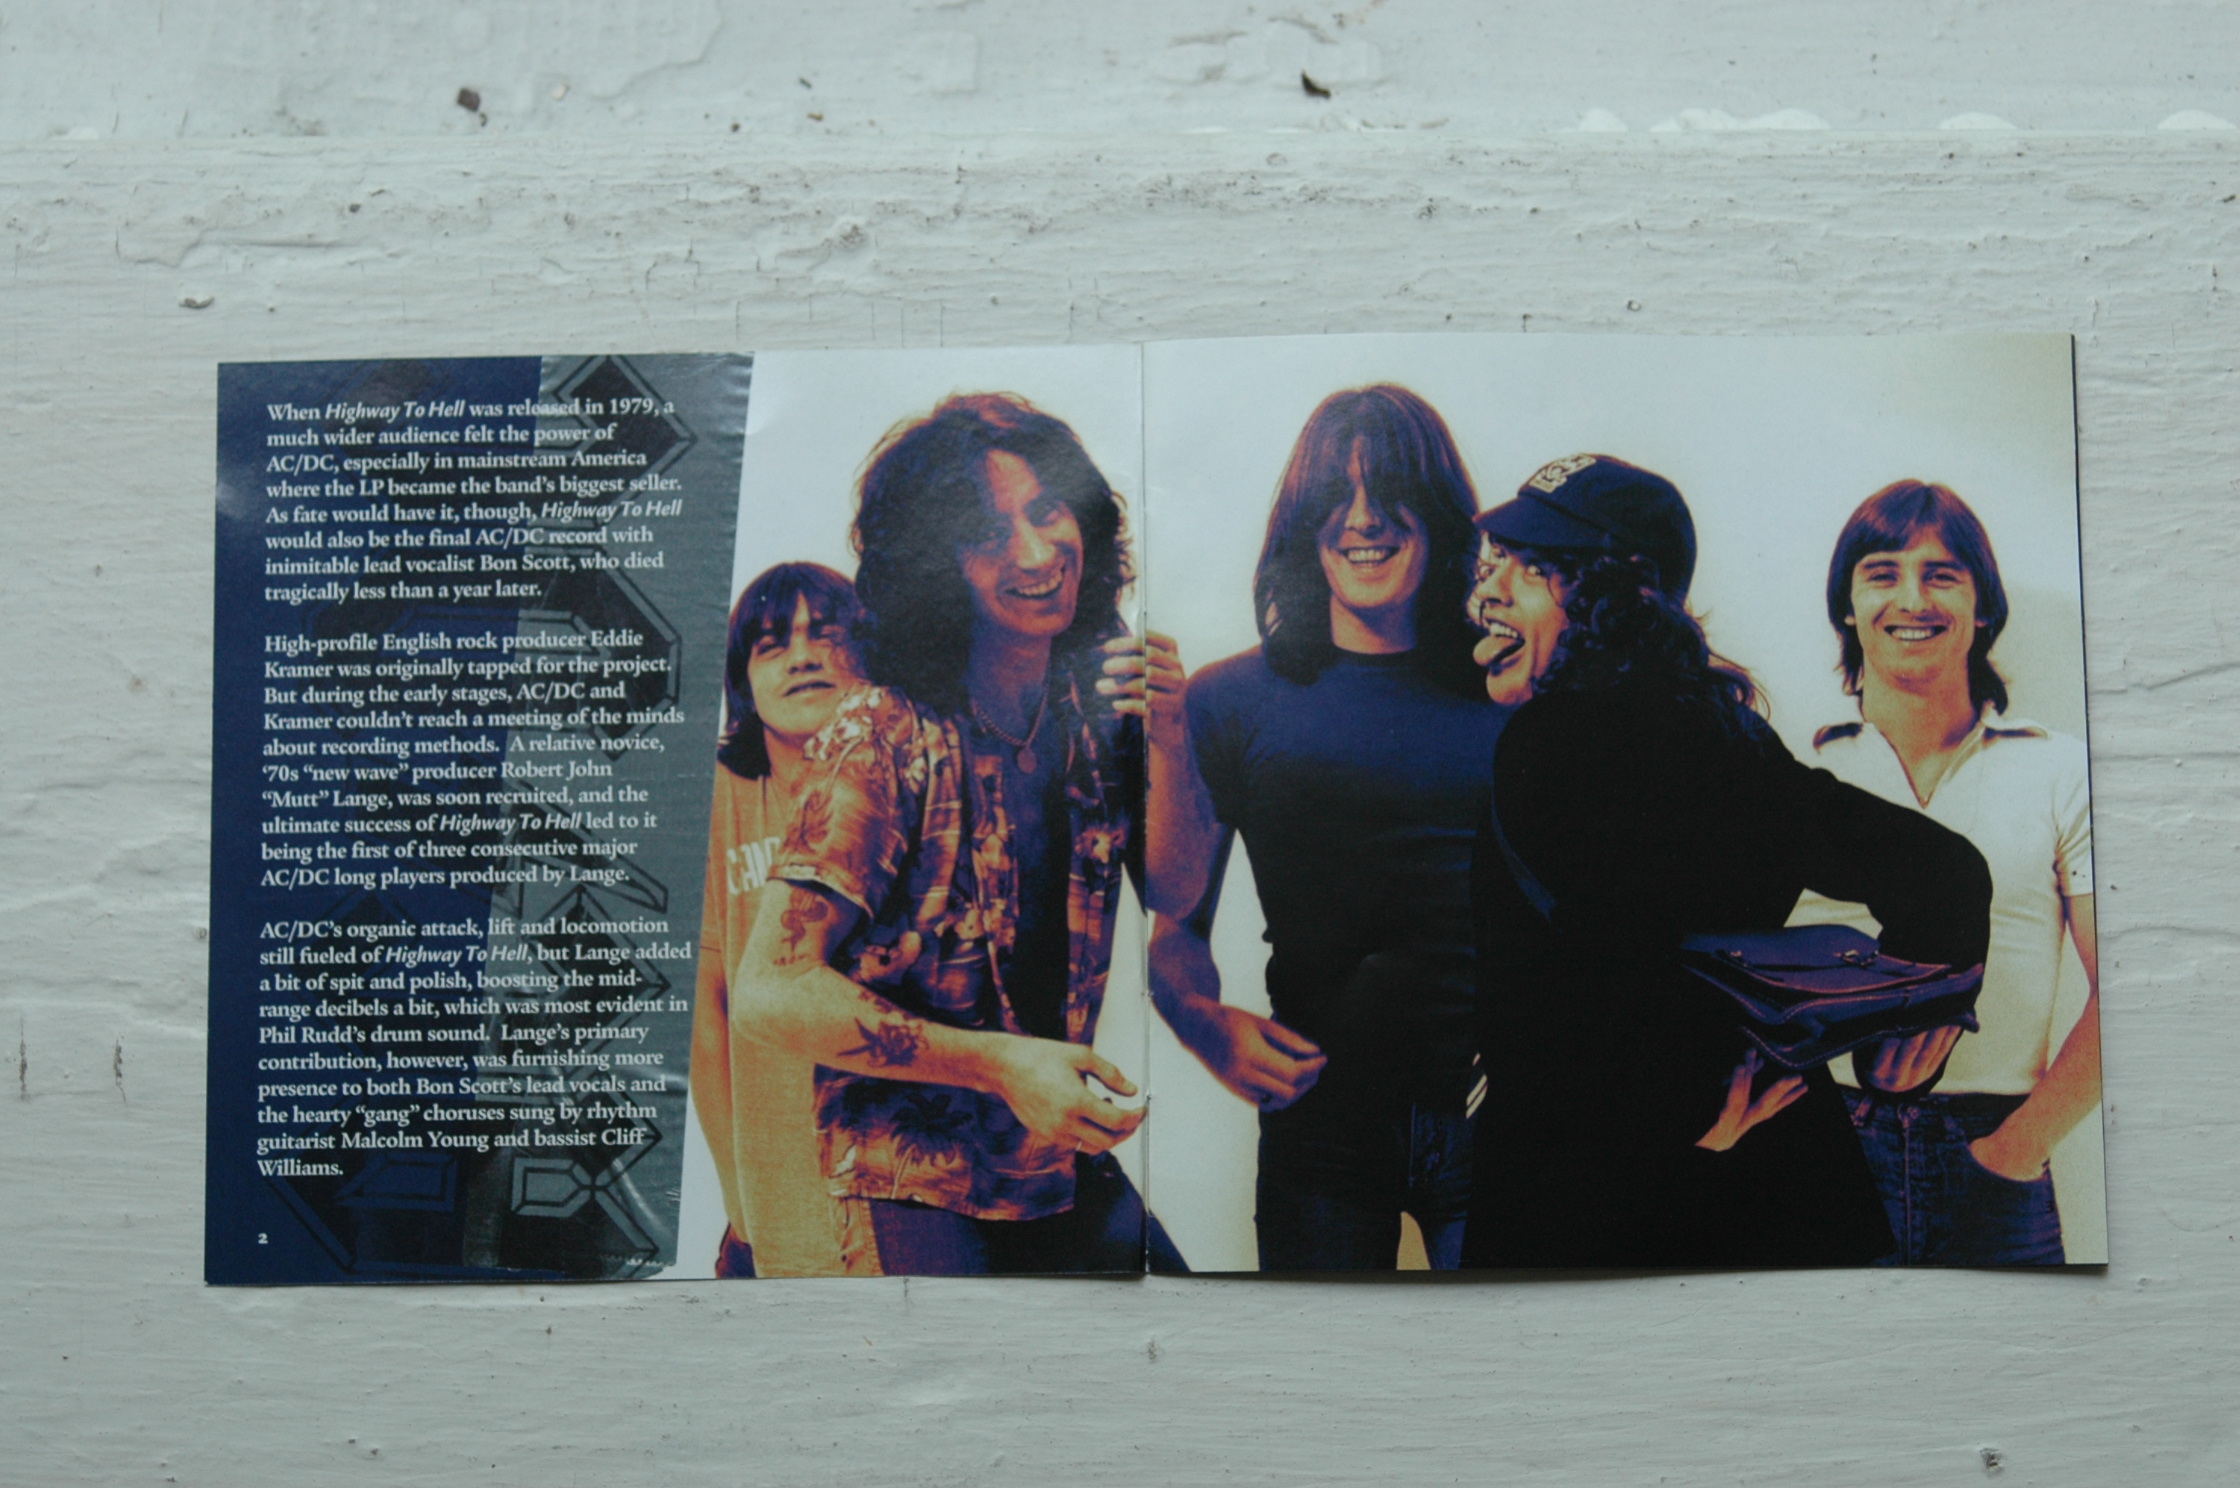 When Highway To Hell was released in 1979, a
much wider audience felt the power of
AC/DC, especially in mainstream America
where the LP became the band's biggest seller.
As fate would have it, though, Highway To Hell
would also be the final AC/DC record with
inimitable lead vocalist Bon Scott, who died
tragically less than a year later.
High-profile English rock producer Eddie
Kramer was originally tapped for the project.
But during the early stages, AC/DC and
Kramer couldn't reach a meeting of the minds
about recording methods. A relative novice,
'70s "new wave" producer Robert John
"Mutt" Lange, was soon recruited, and the
ultimate success of Highway To Hell led to it
being the first of three consecutive major
AC/DC long players produced by Lange.
AC/DC's organic attack, lift and locomotion
still fueled of Highway To Hell, but Lange added
a bit of spit and polish, boosting the mid-
range decibels a bit, which was most evident in
Phil Rudd's drum sound. Lange's primary
contribution, however, was furnishing more
presence to both Bon Scott's lead vocals and
the hearty "gang" choruses sung by rhythm
guitarist Malcolm Young and bassist Cliff
Williams.
2